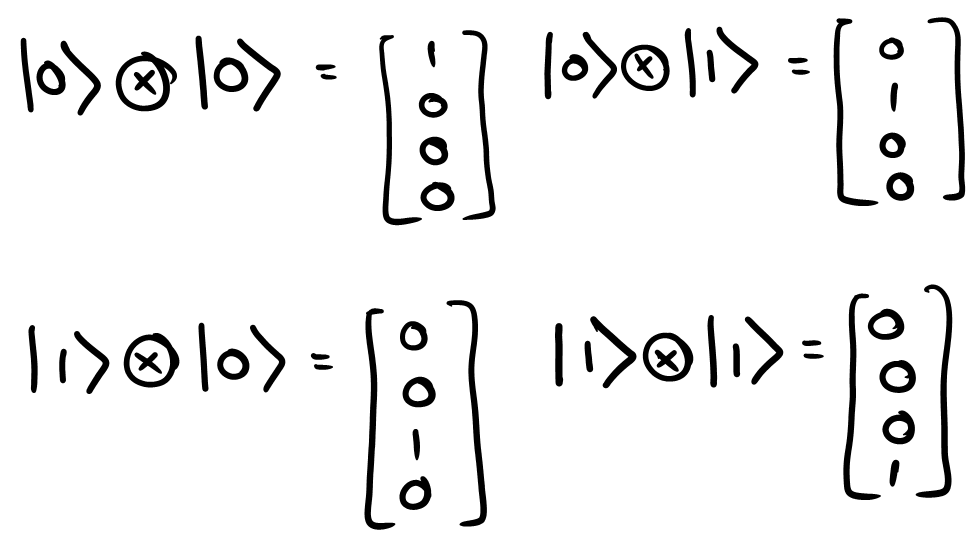 |0⟩ ⊗ |0⟩ = [1 0 0 0]
|0⟩ ⊗ |1⟩ = [0 1 0 0]
|1⟩ ⊗ |0⟩ = [0 0 1 0]
|1⟩ ⊗ |1⟩ = [0 0 0 1]